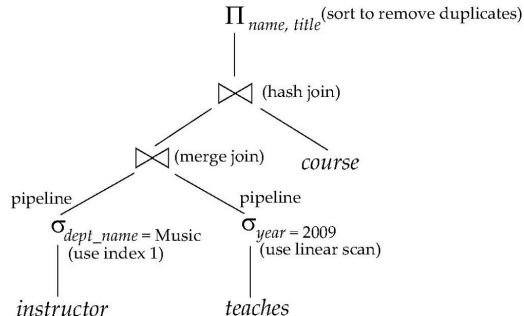 Π name, title (sort to remove duplicates)
⋈ (hash join)
⋈ (merge join)
course
pipeline
pipeline
σ dept_name = Music
(use index 1)
σ year = 2009
(use linear scan)
instructor
teaches